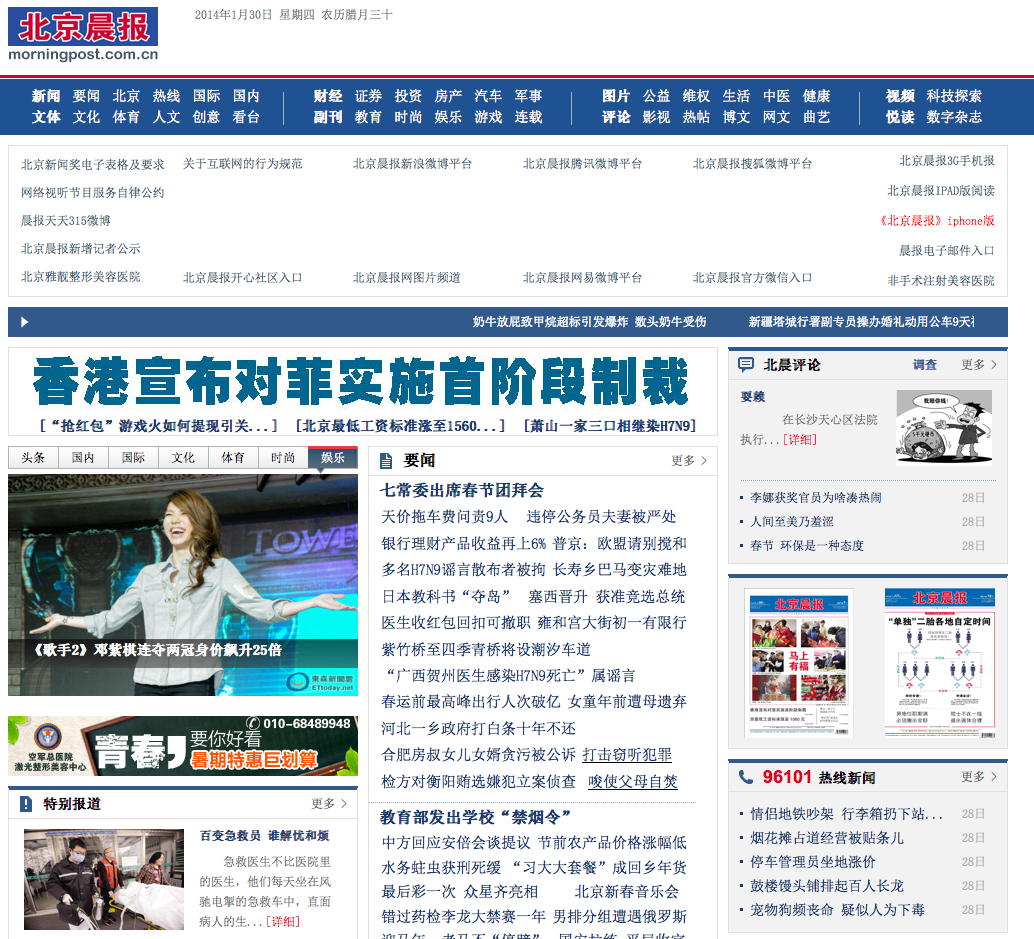 北京晨报
morningpost.com.cn
2014年1月30日 星期四 农历腊月三十
新闻 要闻 北京 热线 国际 国内
文体 文化 体育 人文 创意 看台
财经 证券 投资 房产 汽车 军事
副刊 教育 时尚 娱乐 游戏 连载
图片 公益 维权 生活 中医 健康
评论 影视 热帖 博文 网文 曲艺
视频 科技探索
悦读 数字杂志
北京新闻奖电子表格及要求 关于互联网的行为规范 北京晨报新浪微博平台 北京晨报腾讯微博平台 北京晨报搜狐微博平台
网络视听节目服务自律公约
晨报天天315微博
北京晨报新增记者公示
北京雅靓整形美容医院 北京晨报开心社区入口 北京晨报网图片频道 北京晨报网易微博平台 北京晨报官方微信入口
北京晨报3G手机报
北京晨报IPAD版阅读
《北京晨报》iphone版
晨报电子邮件入口
非手术注射美容医院
奶牛放屁致甲烷超标引发爆炸 数头奶牛受伤 新疆塔城行署副专员操办婚礼动用公车9天
香港宣布对菲实施首阶段制裁
[“抢红包”游戏火如何提现引关...] [北京最低工资标准涨至1560...] [萧山一家三口相继染H7N9]
头条 国内 国际 文化 体育 时尚 娱乐
TOWE
《歌手2》邓紫棋连夺两冠身价飙升25倍
東森新聞雲
ETtoday.net
空军总医院
激光整形美容中心
青春,
要你好看
✆010-68489948
暑期特惠巨划算
特别报道 更多
百变急救员 谁解忧和烦
急救医生不比医院里
的医生，他们每天坐在风
驰电掣的急救车中，直面
病人的生...[详细]
要闻 更多
七常委出席春节团拜会
天价拖车费问责9人 违停公务员夫妻被严处
银行理财产品收益再上6% 普京：欧盟请别搅和
多名H7N9谣言散布者被拘 长寿乡巴马变灾难地
日本教科书“夺岛” 塞西晋升 获准竞选总统
医生收红包回扣可撤职 雍和宫大街初一有限行
紫竹桥至四季青桥将设潮汐车道
“广西贺州医生感染H7N9死亡”属谣言
春运前最高峰出行人次破亿 女童年前遭母遗弃
河北一乡政府打白条十年不还
合肥房叔女儿女婿贪污被公诉 打击窃听犯罪
检方对衡阳贿选嫌犯立案侦查 唆使父母自焚
教育部发出学校“禁烟令”
中方回应安倍会谈提议 节前农产品价格涨幅低
水务蛀虫获刑死缓 “习大大套餐”成回乡年货
最后彩一次 众星齐亮相 北京新春音乐会
错过药检李龙大禁赛一年 男排分组遭遇俄罗斯
北晨评论 调查 更多
要赖
我赔你钱!
在长沙天心区法院
执行...[详细]
李娜获奖官员为啥凑热闹 28日
人间至美乃羞涩 28日
春节 环保是一种态度 28日
北京晨报
马上
有福
北京晨报
“单独”二胎各地自定时间
96101 热线新闻 更多
情侣地铁吵架 行李箱扔下站... 28日
烟花摊占道经营被贴条儿 28日
停车管理员坐地涨价 28日
鼓楼馒头铺排起百人长龙 28日
宠物狗频丧命 疑似人为下毒 28日